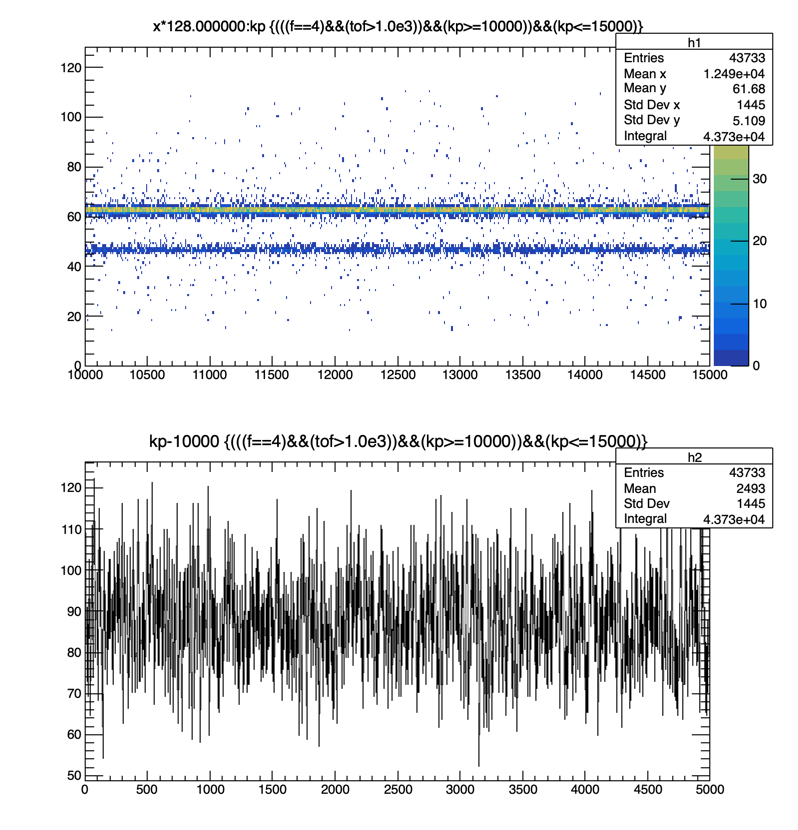 x*128.000000:kp {(((f==4)&&(tof>1.0e3))&&(kp>=10000))&&(kp<=15000)}
h1
Entries 43733
Mean x 1.249e+04
Mean y 61.68
Std Dev x 1445
Std Dev y 5.109
Integral 4.373e+04
120
100
80
60
40
20
0
10000 10500 11000 11500 12000 12500 13000 13500 14000 14500 15000
30
20
10
0
kp-10000 {(((f==4)&&(tof>1.0e3))&&(kp>=10000))&&(kp<=15000)}
h2
Entries 43733
Mean 2493
Std Dev 1445
Integral 4.373e+04
120
110
100
90
80
70
60
50
0 500 1000 1500 2000 2500 3000 3500 4000 4500 5000